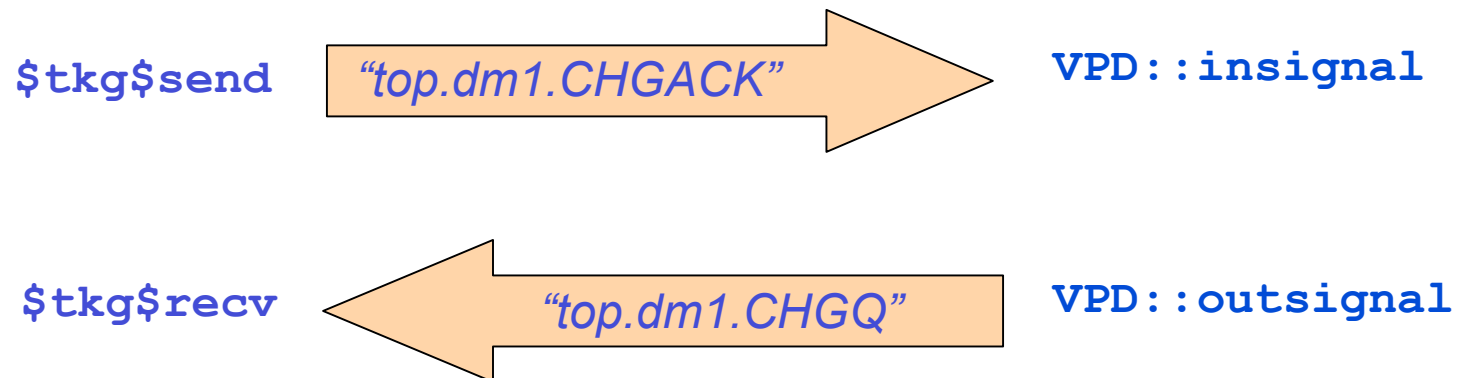 $tkg$send “top.dm1.CHGACK” VPD::insignal
$tkg$recv “top.dm1.CHGQ” VPD::outsignal